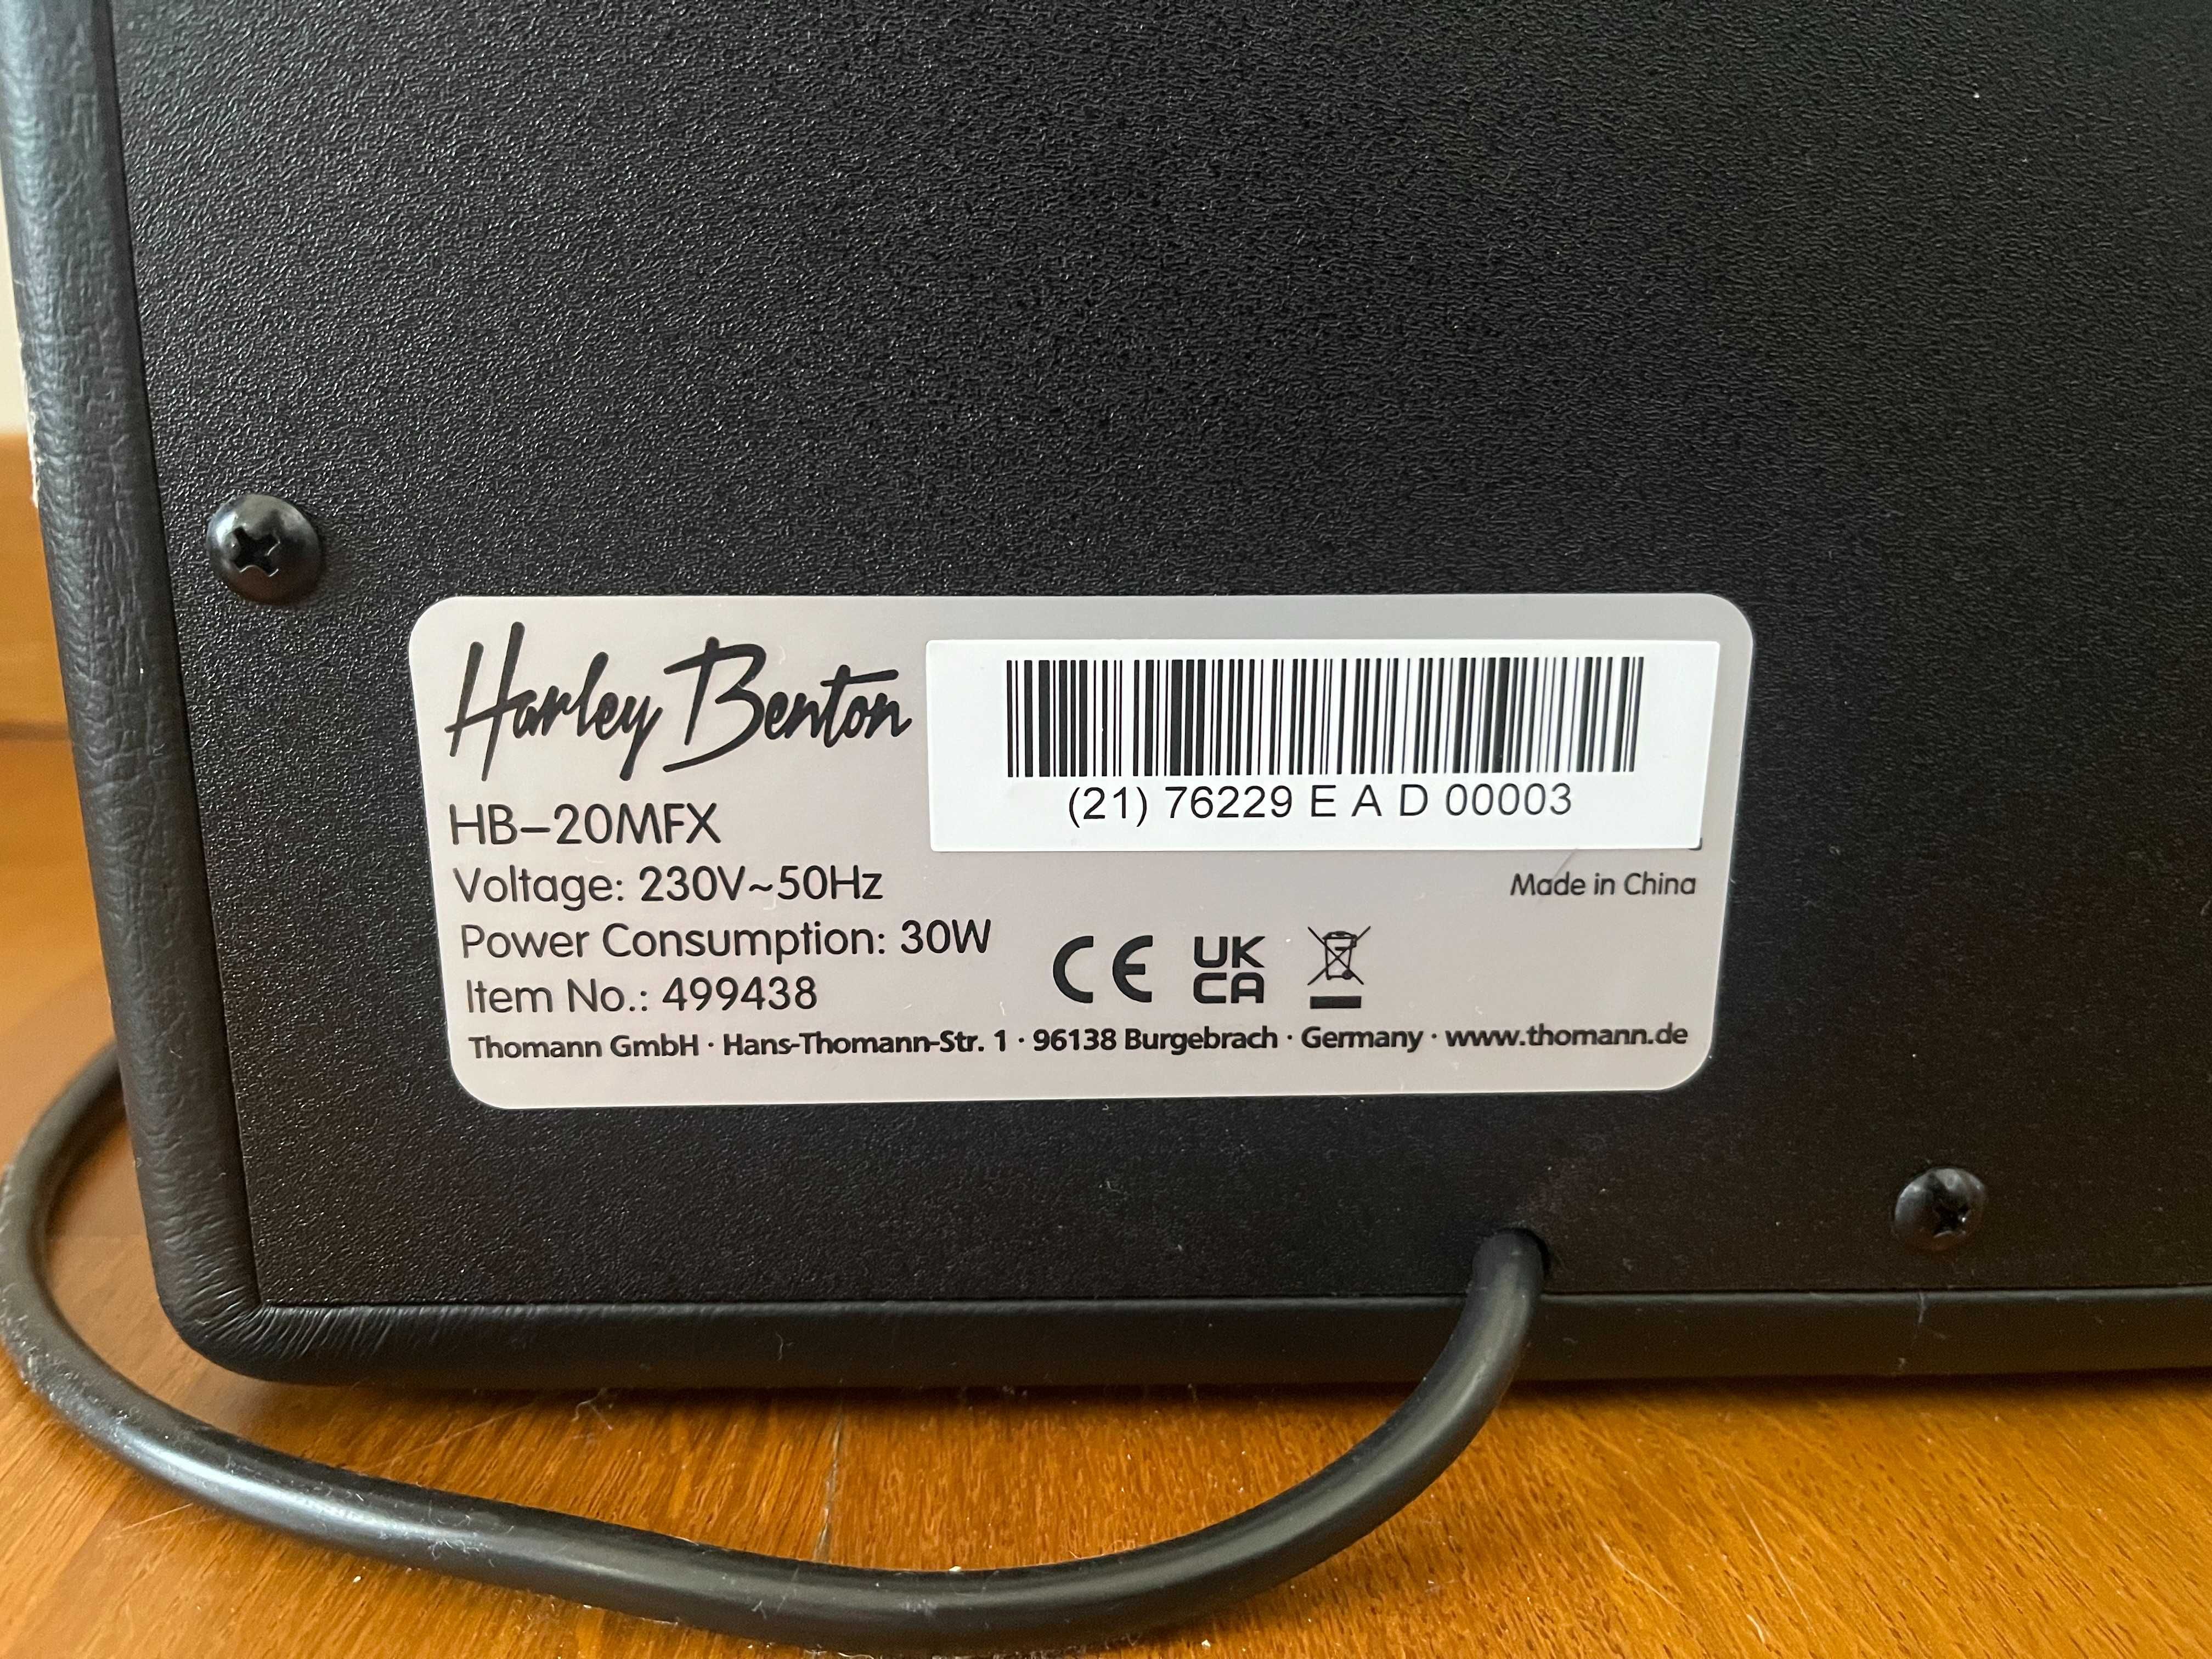 Harley Benton
(21) 76229 E A D 00003
HB-20MFX
Voltage: 230V~50Hz
Made in China
Power Consumption: 30W
CE UK CA
Item No.: 499438
Thomann GmbH · Hans-Thomann-Str. 1 · 96138 Burgebrach · Germany · www.thomann.de